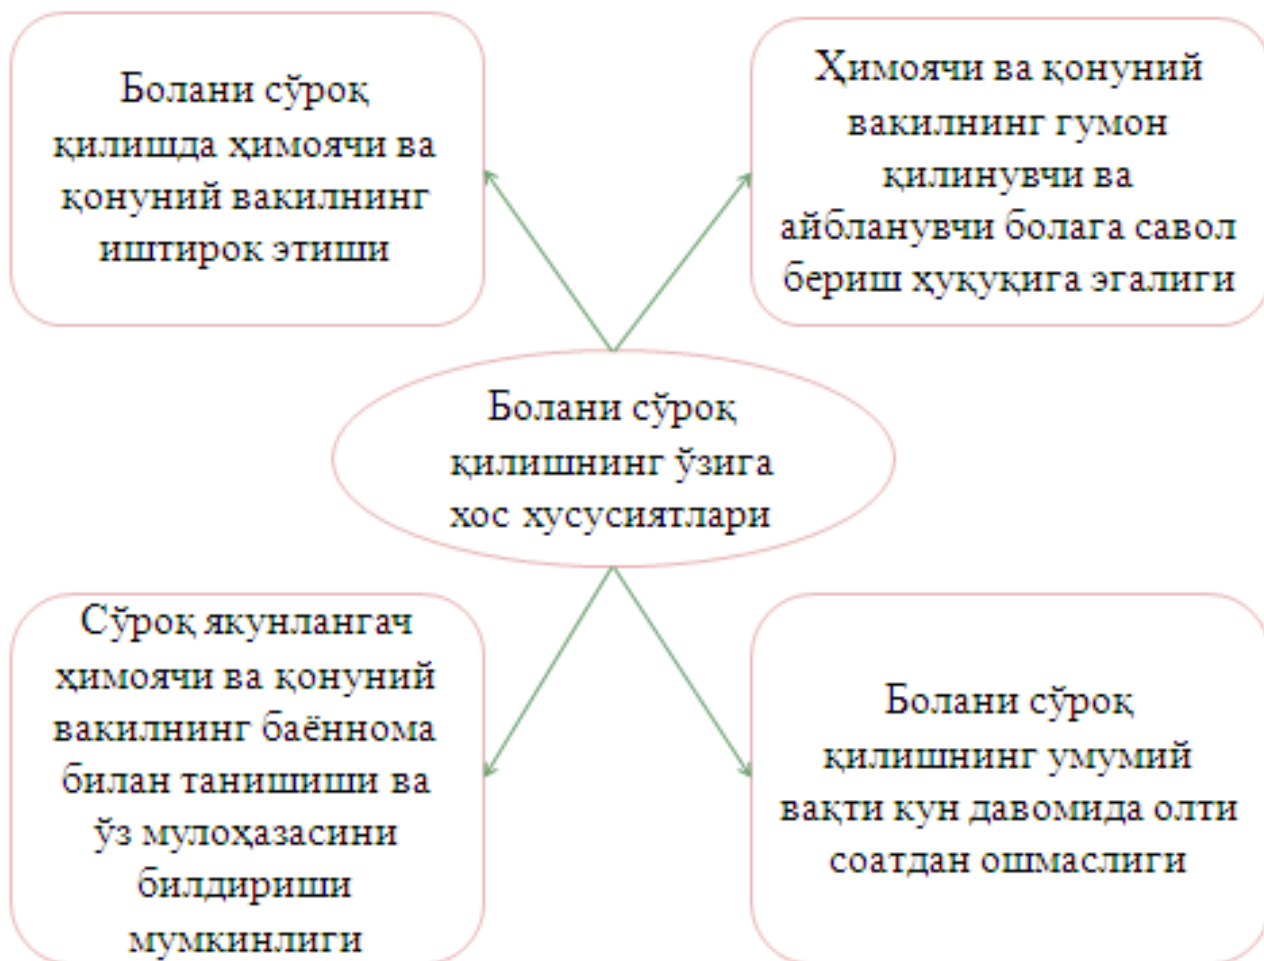 Болани сўроқ
қилишда ҳимоячи ва
қонуний вакилнинг
иштирок этиши
Ҳимоячи ва қонуний
вакилнинг гумон
қилинувчи ва
айбланувчи болага савол
бериш ҳуқуқига эгалиги
Болани сўроқ
қилишнинг ўзига
хос хусусиятлари
Сўроқ якунлангач
ҳимоячи ва қонуний
вакилнинг баённома
билан танишиши ва
ўз мулоҳазасини
билдириши
мумкинлиги
Болани сўроқ
қилишнинг умумий
вақти кун давомида олти
соатдан ошмаслиги